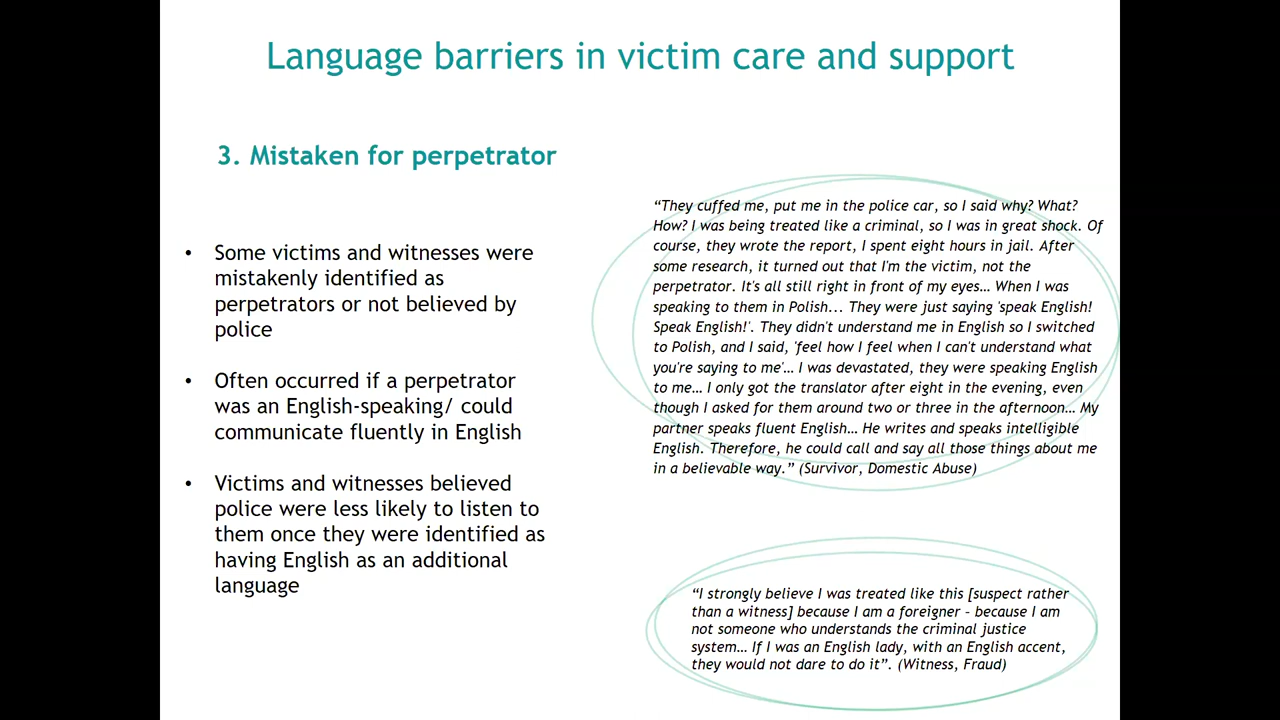 Language barriers in victim care and support
3. Mistaken for perpetrator
• Some victims and witnesses were
mistakenly identified as
perpetrators or not believed by
police
• Often occurred if a perpetrator
was an English-speaking/ could
communicate fluently in English
• Victims and witnesses believed
police were less likely to listen to
them once they were identified as
having English as an additional
language
“They cuffed me, put me in the police car, so I said why? What?
How? I was being treated like a criminal, so I was in great shock. Of
course, they wrote the report, I spent eight hours in jail. After
some research, it turned out that I'm the victim, not the
perpetrator. It's all still right in front of my eyes… When I was
speaking to them in Polish... They were just saying 'speak English!
Speak English!'. They didn't understand me in English so I switched
to Polish, and I said, 'feel how I feel when I can't understand what
you're saying to me'… I was devastated, they were speaking English
to me… I only got the translator after eight in the evening, even
though I asked for them around two or three in the afternoon… My
partner speaks fluent English… He writes and speaks intelligible
English. Therefore, he could call and say all those things about me
in a believable way.” (Survivor, Domestic Abuse)
“I strongly believe I was treated like this [suspect rather
than a witness] because I am a foreigner – because I am
not someone who understands the criminal justice
system… If I was an English lady, with an English accent,
they would not dare to do it”. (Witness, Fraud)